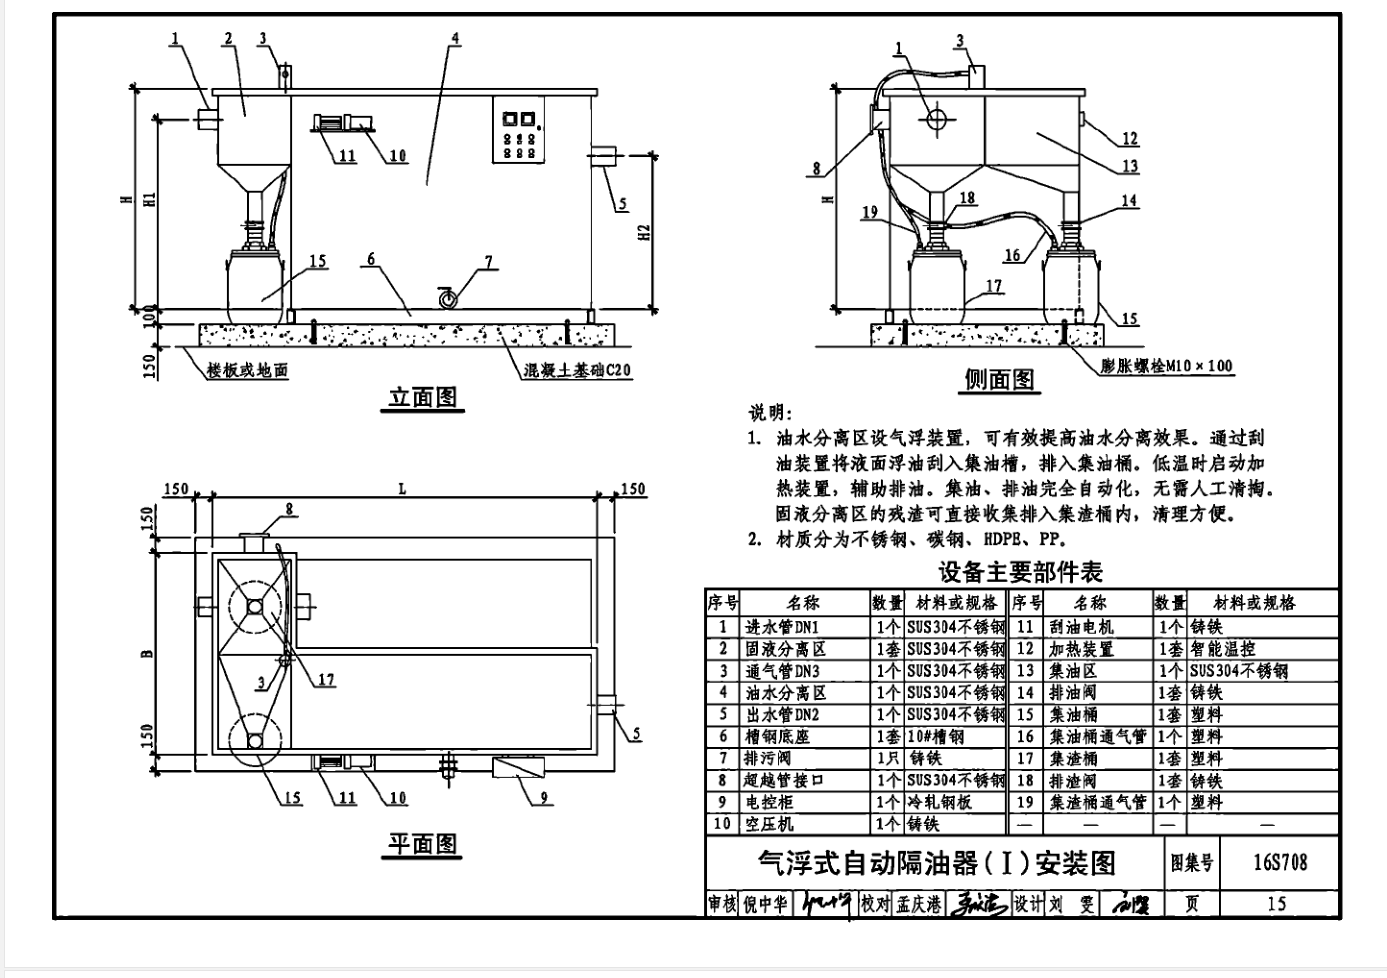 1 2 3 4
1 3
H H1 11 10 5 H2
15 6 7
100
150
楼板或地面 混凝土基础C20
立面图
8 12 13 14 18 19 16 17 15
H
膨胀螺栓M10×100
侧面图
说明:
1. 油水分离区设气浮装置，可有效提高油水分离效果。通过刮
油装置将液面浮油刮入集油槽，排入集油桶。低温时启动加
热装置，辅助排油。集油、排油完全自动化，无需人工清掏。
固液分离区的残渣可直接收集排入集渣桶内，清理方便。
2. 材质分为不锈钢、碳钢、HDPE、PP。
150 L 150
150 8
B
3 17
150 5
15 11 10 9
平面图
设备主要部件表
序号 名称 数量 材料或规格 序号 名称 数量 材料或规格
1 进水管DN1 1个 SUS304不锈钢 11 刮油电机 1个 铸铁
2 固液分离区 1套 SUS304不锈钢 12 加热装置 1套 智能温控
3 通气管DN3 1个 SUS304不锈钢 13 集油区 1个 SUS304不锈钢
4 油水分离区 1个 SUS304不锈钢 14 排油阀 1套 铸铁
5 出水管DN2 1个 SUS304不锈钢 15 集油桶 1套 塑料
6 槽钢底座 1套 10#槽钢 16 集油桶通气管 1个 塑料
7 排污阀 1只 铸铁 17 集渣桶 1套 塑料
8 超越管接口 1个 SUS304不锈钢 18 排渣阀 1套 铸铁
9 电控柜 1个 冷轧钢板 19 集渣桶通气管 1个 塑料
10 空压机 1个 铸铁 — — — —
气浮式自动隔油器(Ⅰ)安装图 图集号 16S708
审核 倪中华 校对 孟庆港 设计 刘 雯 页 15